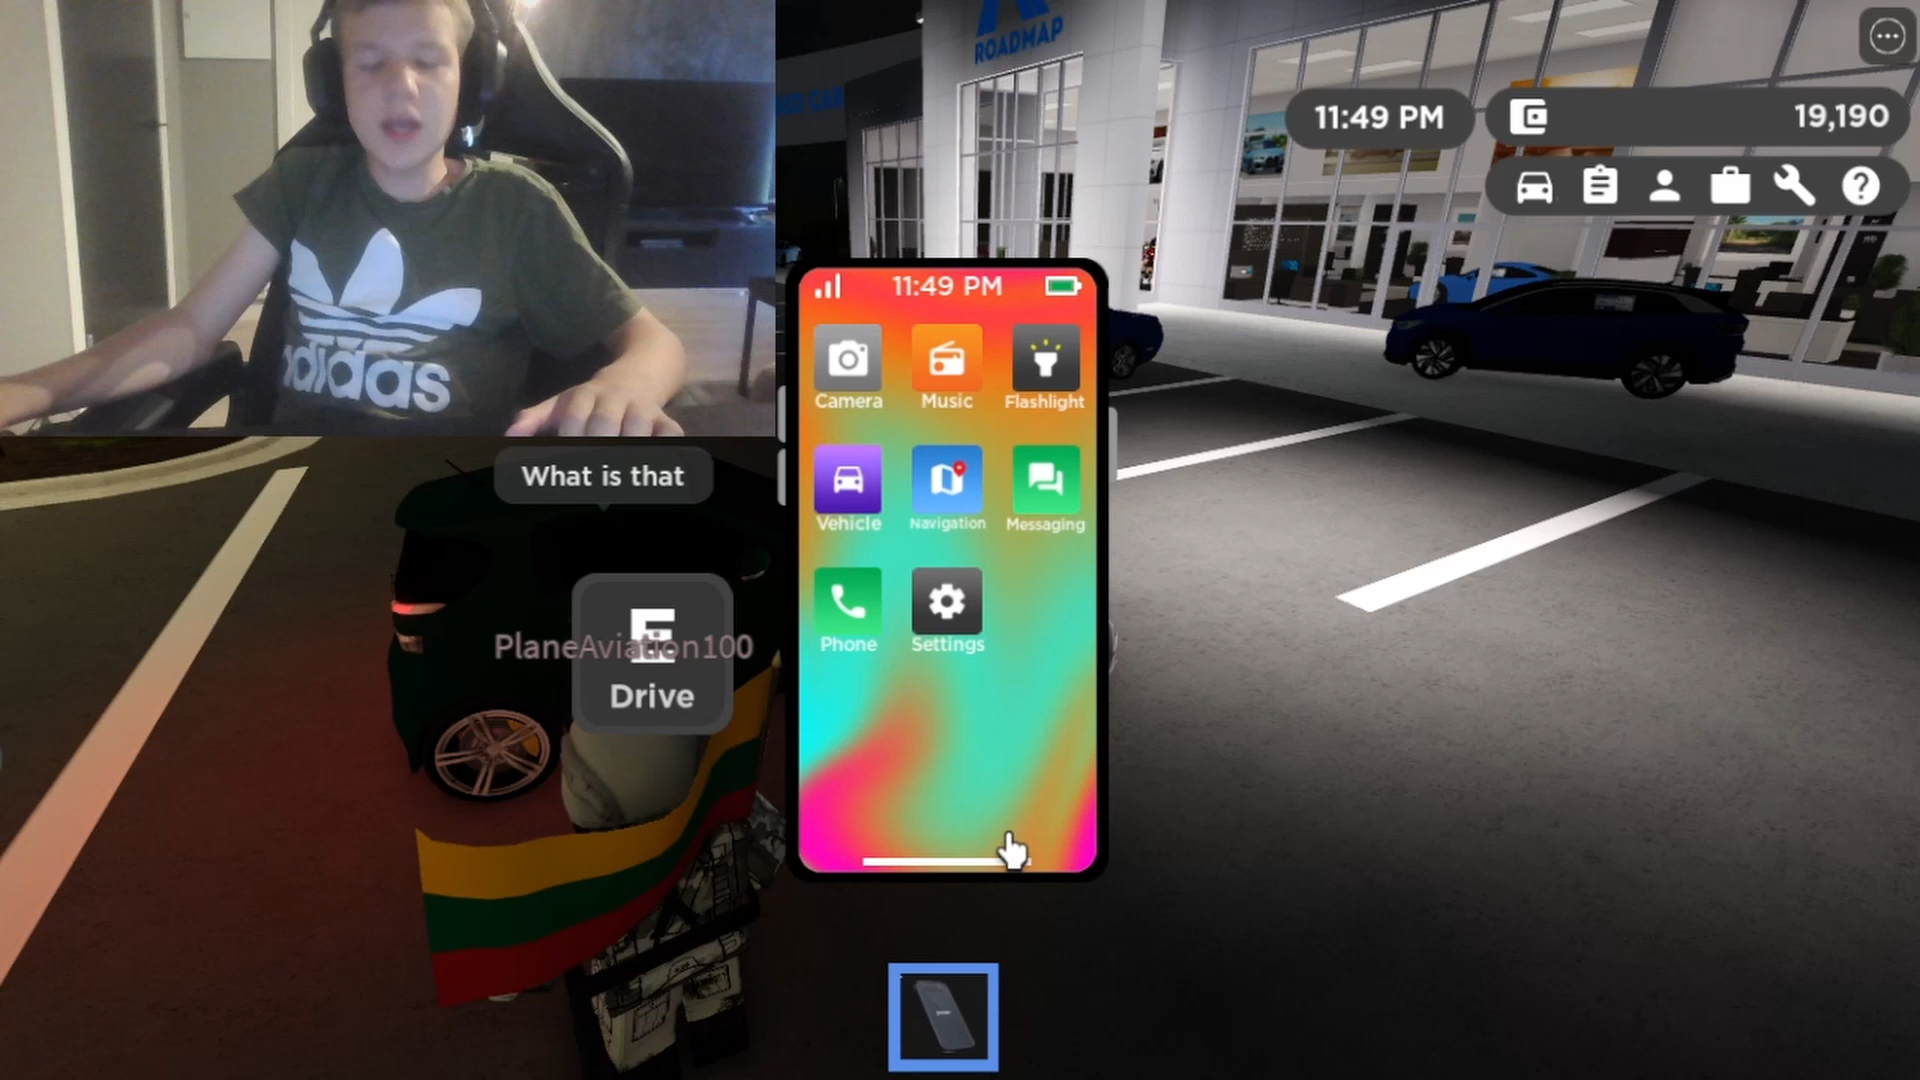 ROADMAP
11:49 PM
19,190
adidas
11:49 PM
Camera
Music
Flashlight
What is that
Vehicle
Navigation
Messaging
E
PlaneAviation100
Drive
Phone
Settings